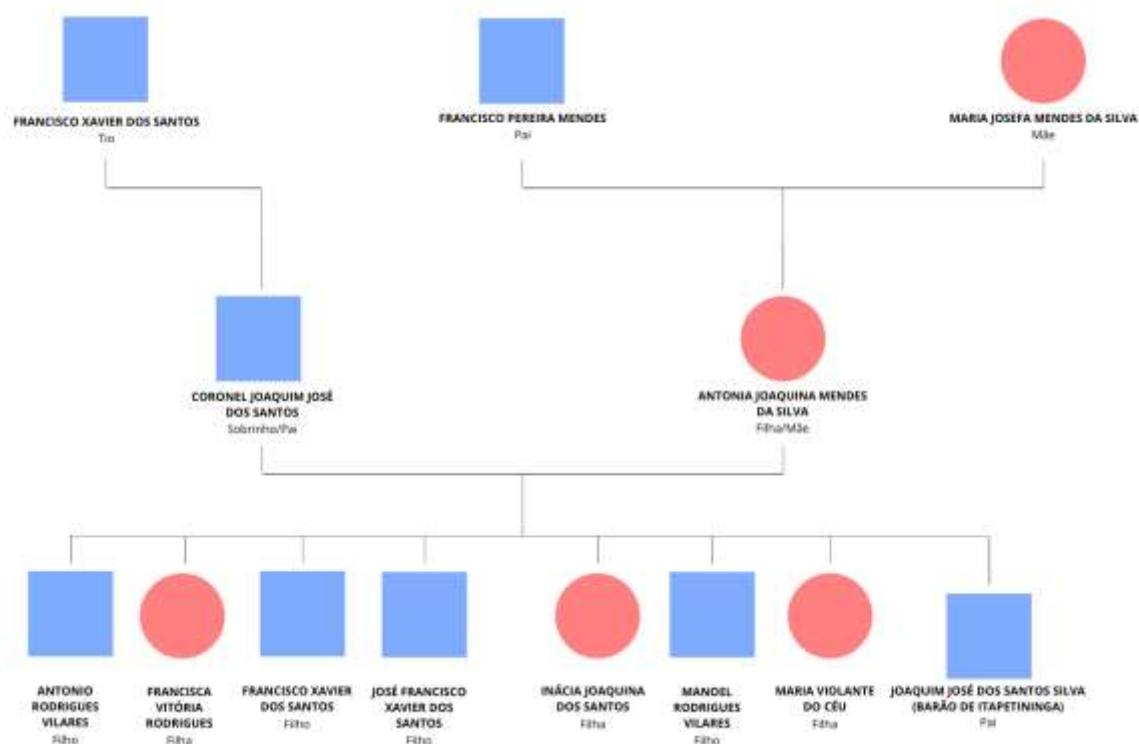 FRANCISCO XAVIER DOS SANTOS
Tio
FRANCISCO PEREIRA MENDES
Pai
MARIA JOSEFA MENDES DA SILVA
Mãe
CORONEL JOAQUIM JOSÉ
DOS SANTOS
Sobrinho/Pai
ANTONIA JOAQUINA MENDES
DA SILVA
Filha/Mãe
ANTONIO
RODRIGUES
VILARES
Filho
FRANCISCA
VITÓRIA
RODRIGUES
Filha
FRANCISCO XAVIER
DOS SANTOS
Filho
JOSÉ FRANCISCO
XAVIER DOS
SANTOS
Filho
INÁCIA JOAQUINA
DOS SANTOS
Filha
MANOEL
RODRIGUES
VILARES
Filho
MARIA VIOLANTE
DO CÉU
Filha
JOAQUIM JOSÉ DOS SANTOS SILVA
(BARÃO DE ITAPETININGA)
Pai